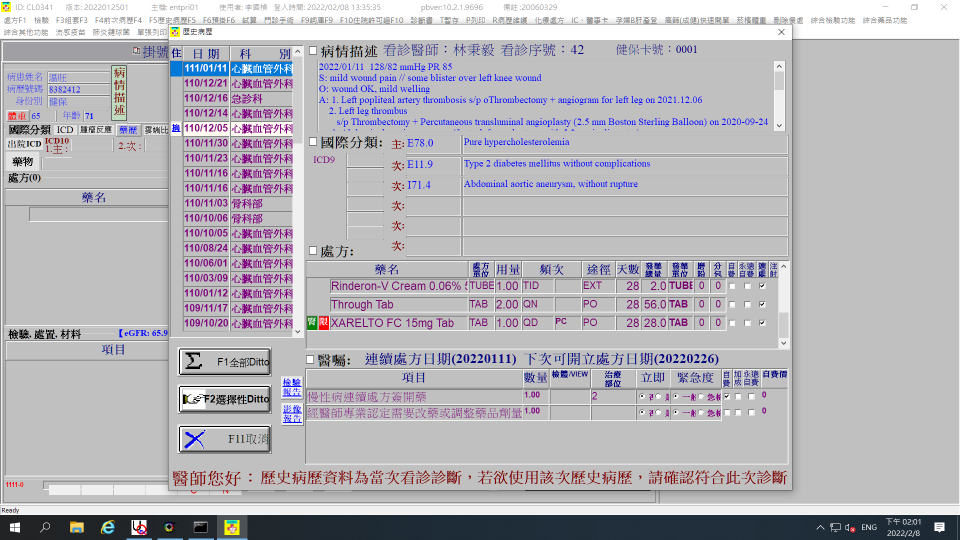 ID: CL0341 版本: 2022012501 主機: entpri01 使用者: 李震楨 登入時間: 2022/02/08 13:35:35 pbver:10.2.1.9696 備註: 20060329
處方F1 檢驗 F3組套F3 F4前次病歷F4 F5歷史病歷F5 F6預掛F6 試算 門診手術 F9詞庫F9 F10住院許可證F10 診斷書 T暫存 P列印 R病歷維護 化療處方 IC、醫事卡 孕婦B肝產登 高篩(成健)快速開單 菸檳體重 刪除優處 綜合檢驗功能 綜合藥品功能
綜合其他功能 流感疫苗 篩炎鏈球菌 單張列印
歷史病歷
掛號
病患姓名 溫旺
病歷號碼 8382412
身份別 健保
體重 65 年齡 71
病情描述
國際分類 ICD 腫瘤反應 藥歷 雲端比
出院ICD ICD10
1.主: 2.次:
藥物
處方(0)
藥名
檢驗, 處置, 材料 【eGFR: 65.9
項目
1111-0
C N
Ready
住 日期 科 別
111/01/11 心臟血管外科
110/12/21 心臟血管外科
110/12/16 急診科
110/12/14 心臟血管外科
110/12/05 心臟血管外科
110/11/30 心臟血管外科
110/11/23 心臟血管外科
110/11/16 心臟血管外科
110/11/16 心臟血管外科
110/11/03 骨科部
110/10/06 骨科部
110/10/05 心臟血管外科
110/08/24 心臟血管外科
110/06/01 心臟血管外科
110/03/09 心臟血管外科
110/01/12 心臟血管外科
109/11/17 心臟血管外科
109/10/20 心臟血管外科
F1全部Ditto
F2選擇性Ditto
F11取消
檢驗報告
影像報告
病情描述 看診醫師:林秉毅 看診序號:42 健保卡號:0001
2022/01/11 128/82 mmHg PR 85
S: mild wound pain // some blister over left knee wound
O: wound OK, mild welling
A: 1. Left popliteal artery thrombosis s/p oThrombectomy + angiogram for left leg on 2021.12.06
2. Left leg thrombus
s/p Thrombectomy + Percutaneous transluminal angioplasty (2.5 mm Boston Sterling Balloon) on 2020-09-24
國際分類: 主: E78.0 Pure hypercholesterolemia
ICD9 次: E11.9 Type 2 diabetes mellitus without complications
次: I71.4 Abdominal aortic aneurysm, without rupture
次:
次:
次:
處方:
藥名 處方單位 用量 頻次 途徑 天數 發藥總量 發藥單位 磨粉 分包 自費 永遠自費 連處 注針
Rinderon-V Cream 0.06% 5 TUBE 1.00 TID EXT 28 2.0 TUBE 0 0
Through Tab TAB 2.00 QN PO 28 56.0 TAB 0 0
腎 限 XARELTO FC 15mg Tab TAB 1.00 QD PC PO 28 28.0 TAB 0 0
醫囑: 連續處方日期(20220111) 下次可開立處方日期(20220226)
項目 數量 檢體/VIEW 治療部位 立即 緊急度 自費 加成 永遠自費 自費價
慢性病連續處方箋開藥 1.00 2 0
經醫師專業認定需要改藥或調整藥品劑量 1.00 0
醫師您好:歷史病歷資料為當次看診診斷,若欲使用該次歷史病歷,請確認符合此次診斷
ENG 下午 02:01
2022/2/8